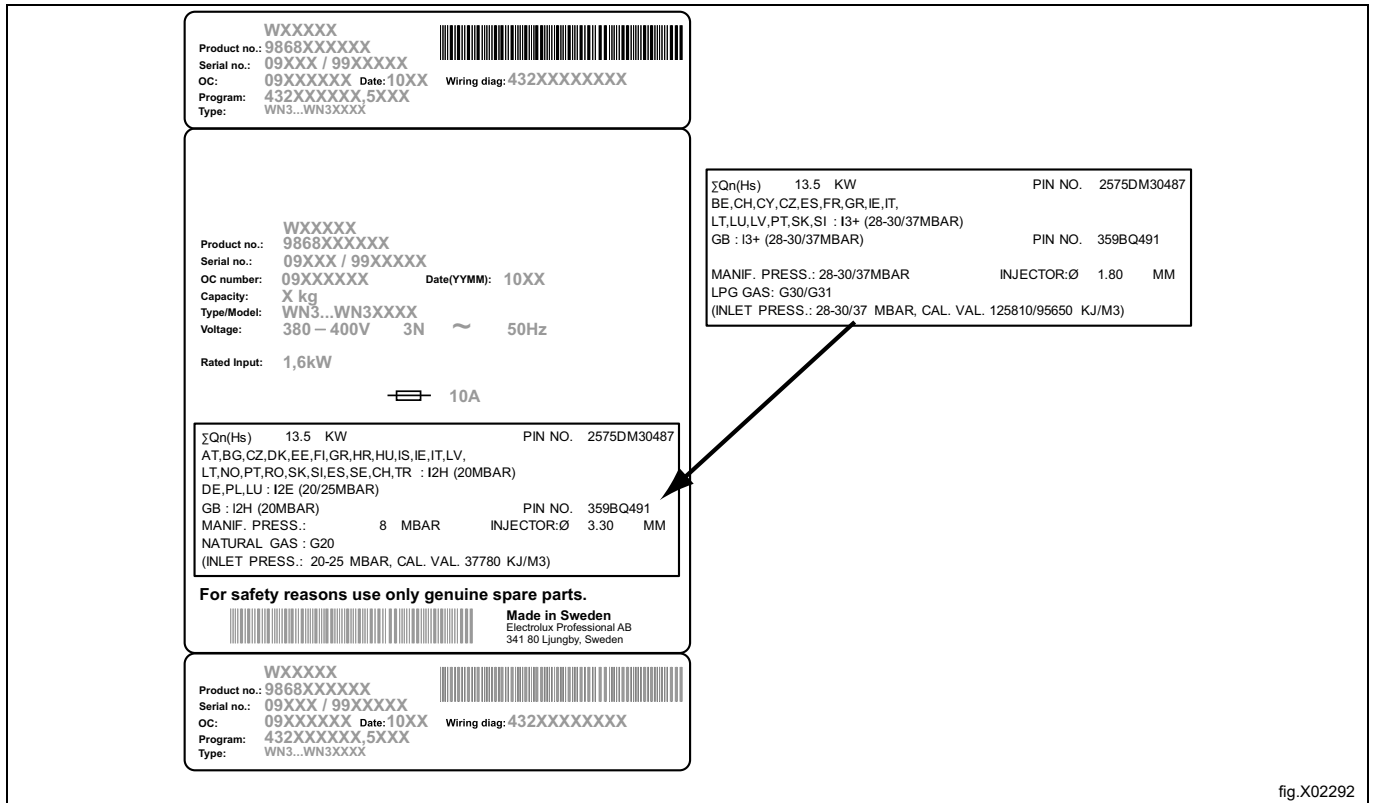 WXXXXX
Product no.: 9868XXXXXX
Serial no.: 09XXX / 99XXXXX
OC: 09XXXXXX Date: 10XX Wiring diag: 432XXXXXXXX
Program: 432XXXXXX,5XXX
Type: WN3...WN3XXXX
WXXXXX
Product no.: 9868XXXXXX
Serial no.: 09XXX / 99XXXXX
OC number: 09XXXXXX Date(YYMM): 10XX
Capacity: X kg
Type/Model: WN3...WN3XXXX
Voltage: 380 – 400V 3N ~ 50Hz
Rated Input: 1,6kW
10A
∑Qn(Hs) 13.5 KW PIN NO. 2575DM30487
AT,BG,CZ,DK,EE,FI,GR,HR,HU,IS,IE,IT,LV,
LT,NO,PT,RO,SK,SI,ES,SE,CH,TR : I2H (20MBAR)
DE,PL,LU : I2E (20/25MBAR)
GB : I2H (20MBAR) PIN NO. 359BQ491
MANIF. PRESS.: 8 MBAR INJECTOR:Ø 3.30 MM
NATURAL GAS : G20
(INLET PRESS.: 20-25 MBAR, CAL. VAL. 37780 KJ/M3)
For safety reasons use only genuine spare parts.
Made in Sweden
Electrolux Professional AB
341 80 Ljungby, Sweden
WXXXXX
Product no.: 9868XXXXXX
Serial no.: 09XXX / 99XXXXX
OC: 09XXXXXX Date: 10XX Wiring diag: 432XXXXXXXX
Program: 432XXXXXX,5XXX
Type: WN3...WN3XXXX
∑Qn(Hs) 13.5 KW PIN NO. 2575DM30487
BE,CH,CY,CZ,ES,FR,GR,IE,IT,
LT,LU,LV,PT,SK,SI : I3+ (28-30/37MBAR)
GB : I3+ (28-30/37MBAR) PIN NO. 359BQ491
MANIF. PRESS.: 28-30/37MBAR INJECTOR:Ø 1.80 MM
LPG GAS: G30/G31
(INLET PRESS.: 28-30/37 MBAR, CAL. VAL. 125810/95650 KJ/M3)
fig.X02292